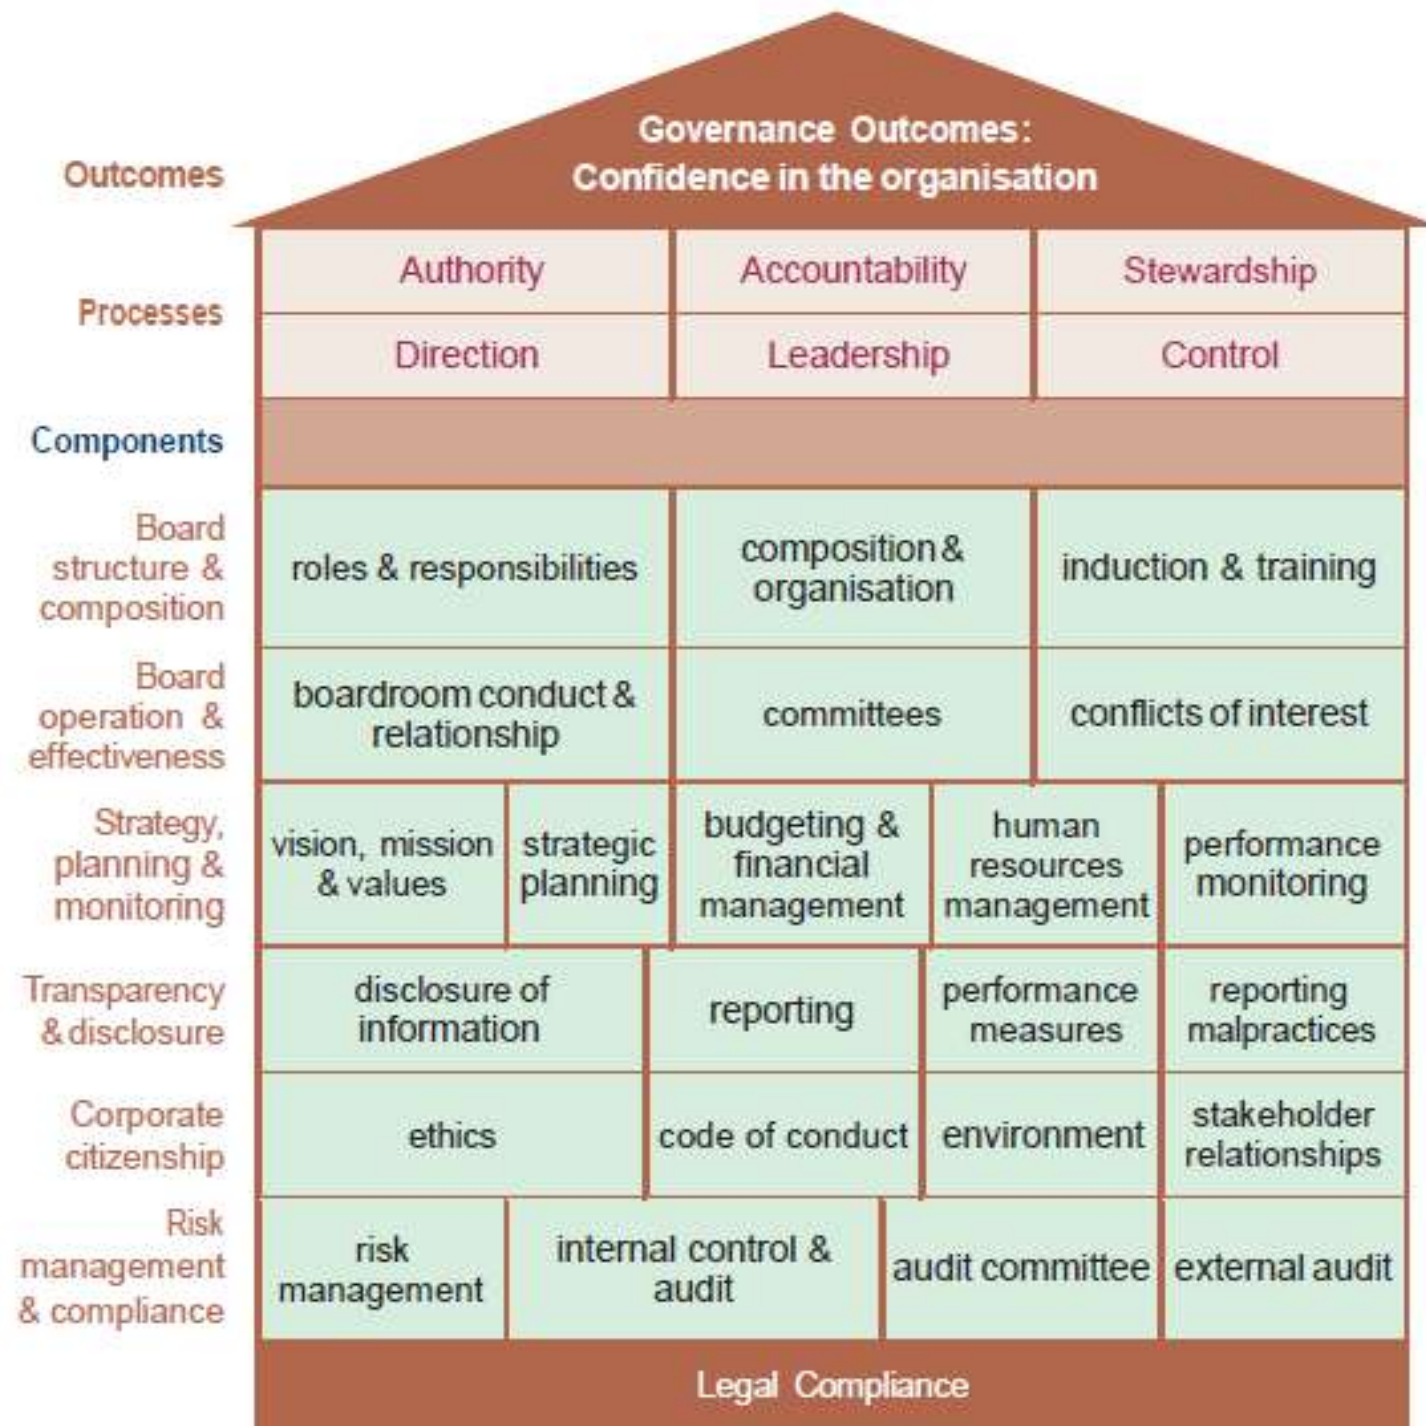 Governance Outcomes:
Confidence in the organisation
Outcomes
Processes
Authority
Accountability
Stewardship
Direction
Leadership
Control
Components
Board
structure &
composition
roles & responsibilities
composition &
organisation
induction & training
Board
operation &
effectiveness
boardroom conduct &
relationship
committees
conflicts of interest
Strategy,
planning &
monitoring
vision, mission
& values
strategic
planning
budgeting &
financial
management
human
resources
management
performance
monitoring
Transparency
& disclosure
disclosure of
information
reporting
performance
measures
reporting
malpractices
Corporate
citizenship
ethics
code of conduct
environment
stakeholder
relationships
Risk
management
& compliance
risk
management
internal control &
audit
audit committee
external audit
Legal Compliance